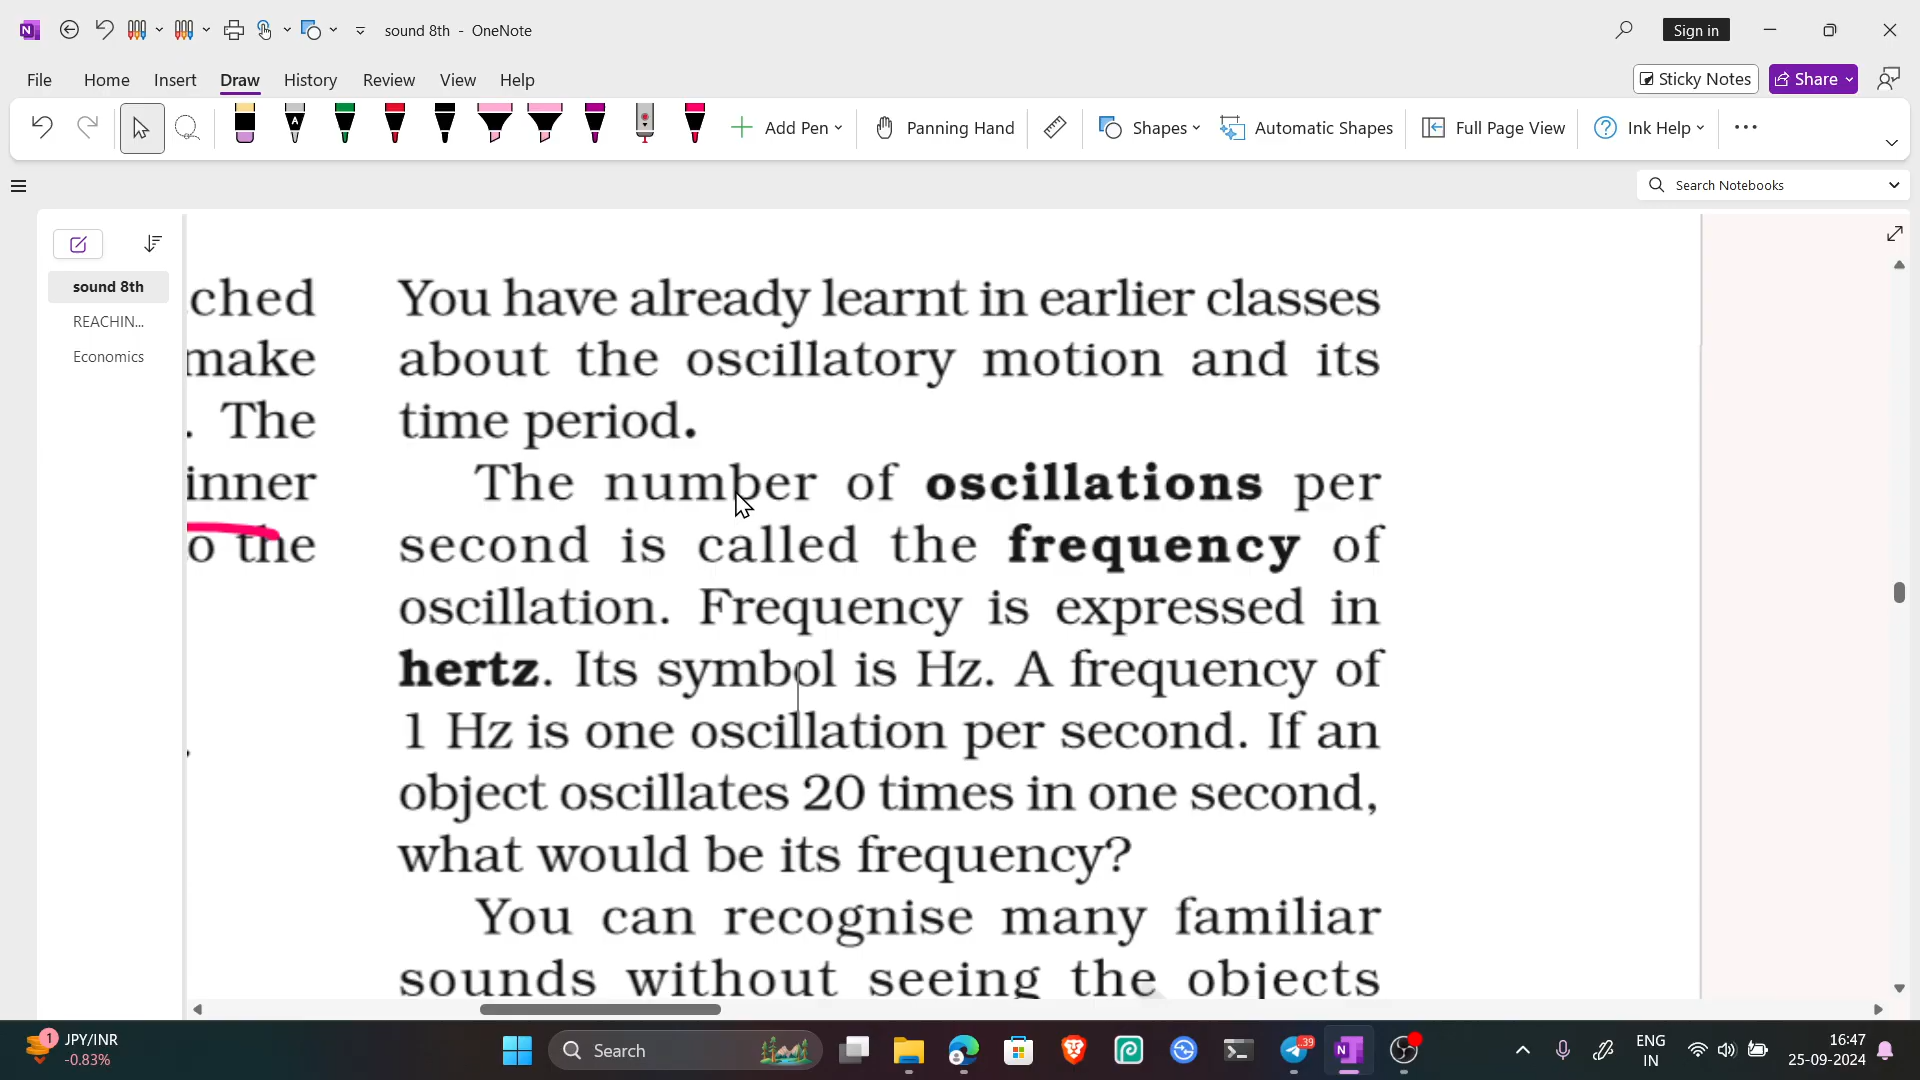 sound 8th - OneNote
Sign in
File Home Insert Draw History Review View Help
Sticky Notes
Share
Add Pen
Panning Hand
Shapes
Automatic Shapes
Full Page View
Ink Help
Search Notebooks
sound 8th
REACHIN...
Economics
ched
make
. The
inner
o the
You have already learnt in earlier classes
about the oscillatory motion and its
time period.
The number of oscillations per
second is called the frequency of
oscillation. Frequency is expressed in
hertz. Its symbol is Hz. A frequency of
1 Hz is one oscillation per second. If an
object oscillates 20 times in one second,
what would be its frequency?
You can recognise many familiar
sounds without seeing the objects
1
JPY/INR
-0.83%
Search
39
ENG
IN
16:47
25-09-2024